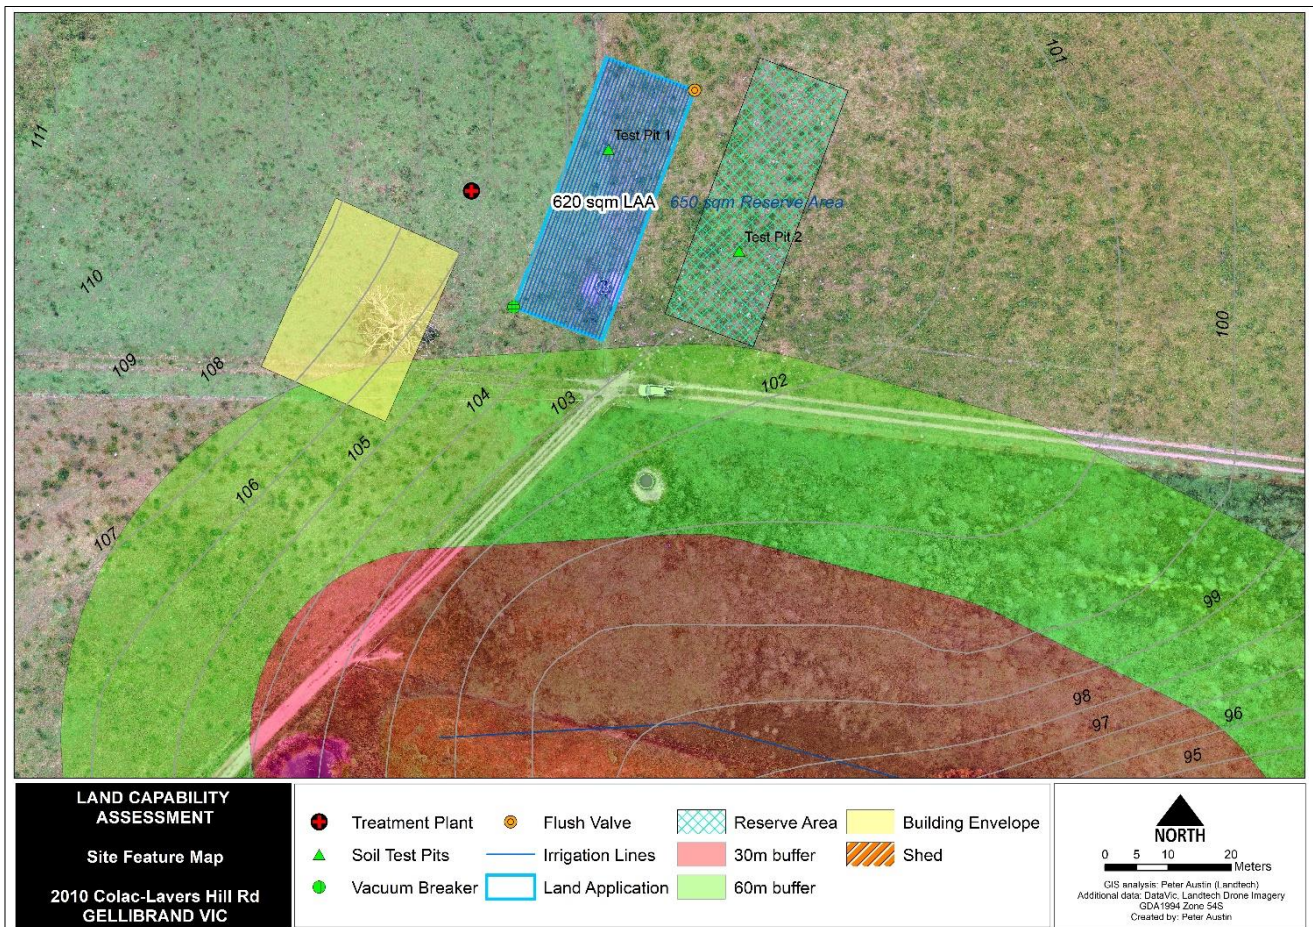 101
111
Test Pit 1
620 sqm LAA
650 sqm Reserve Area
Test Pit 2
110
100
109
108
104
103
102
105
106
107
99
98
97
96
95
LAND CAPABILITY
ASSESSMENT
Site Feature Map
2010 Colac-Lavers Hill Rd
GELLIBRAND VIC
Treatment Plant
Soil Test Pits
Vacuum Breaker
Flush Valve
Irrigation Lines
Land Application
Reserve Area
30m buffer
60m buffer
Building Envelope
Shed
NORTH
0 5 10 20
Meters
GIS analysis: Peter Austin (Landtech)
Additional data: DataVic, Landtech Drone Imagery
GDA1994 Zone 54S
Created by: Peter Austin